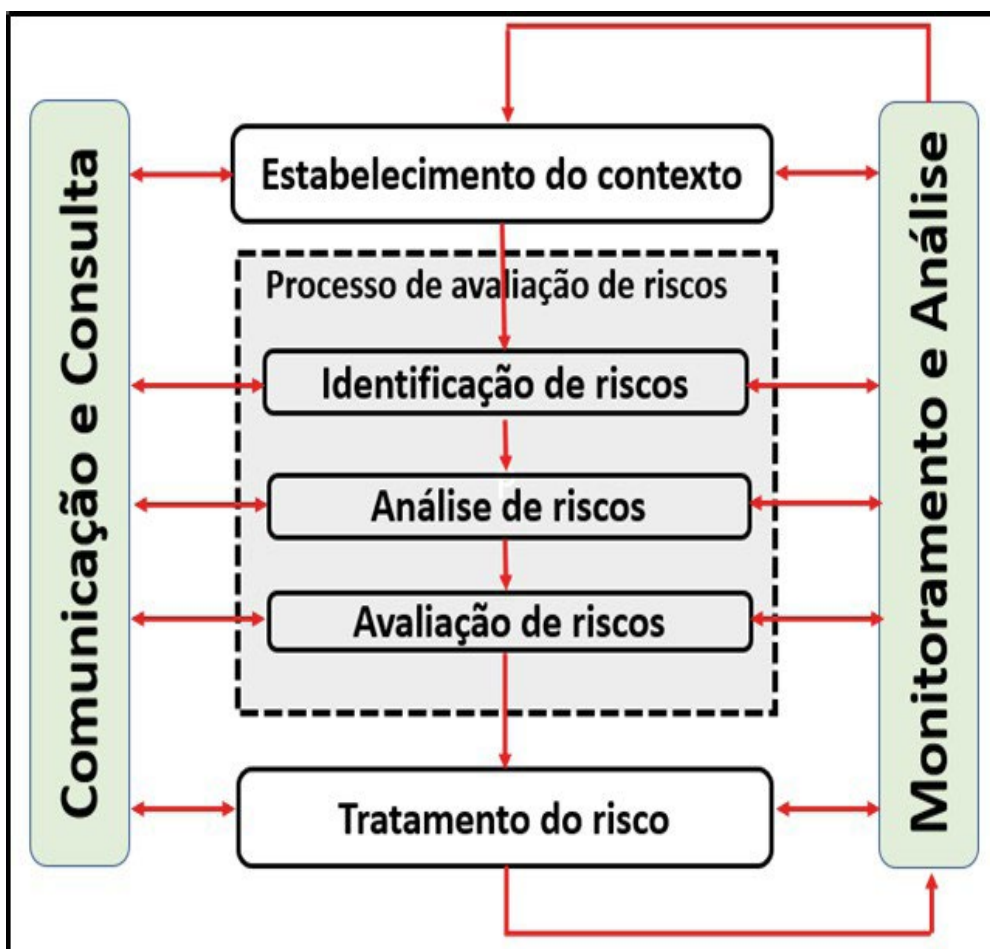 Comunicação e Consulta
Estabelecimento do contexto
Processo de avaliação de riscos
Identificação de riscos
Análise de riscos
Avaliação de riscos
Tratamento do risco
Monitoramento e Análise